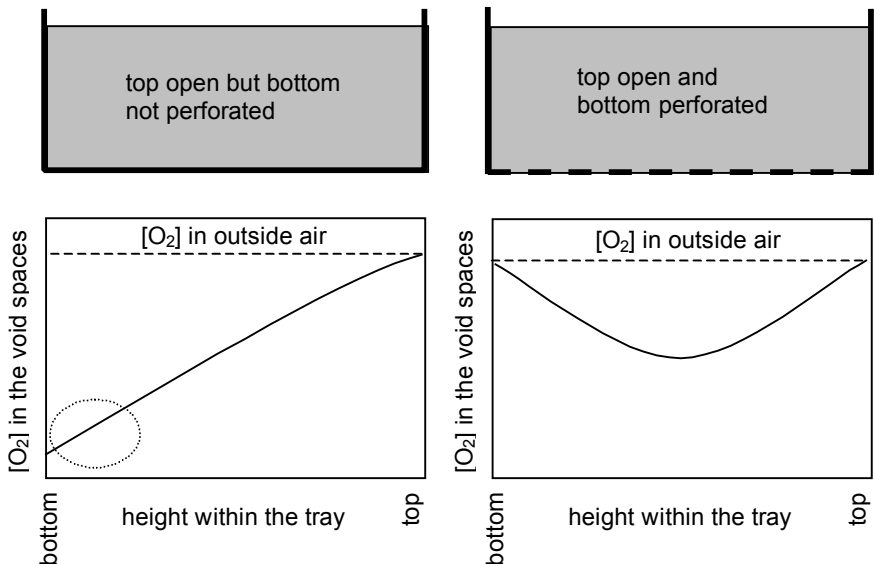 top open but bottom
not perforated
top open and
bottom perforated
[O₂] in the void spaces
[O₂] in outside air
bottom
height within the tray
top
[O₂] in the void spaces
[O₂] in outside air
bottom
height within the tray
top